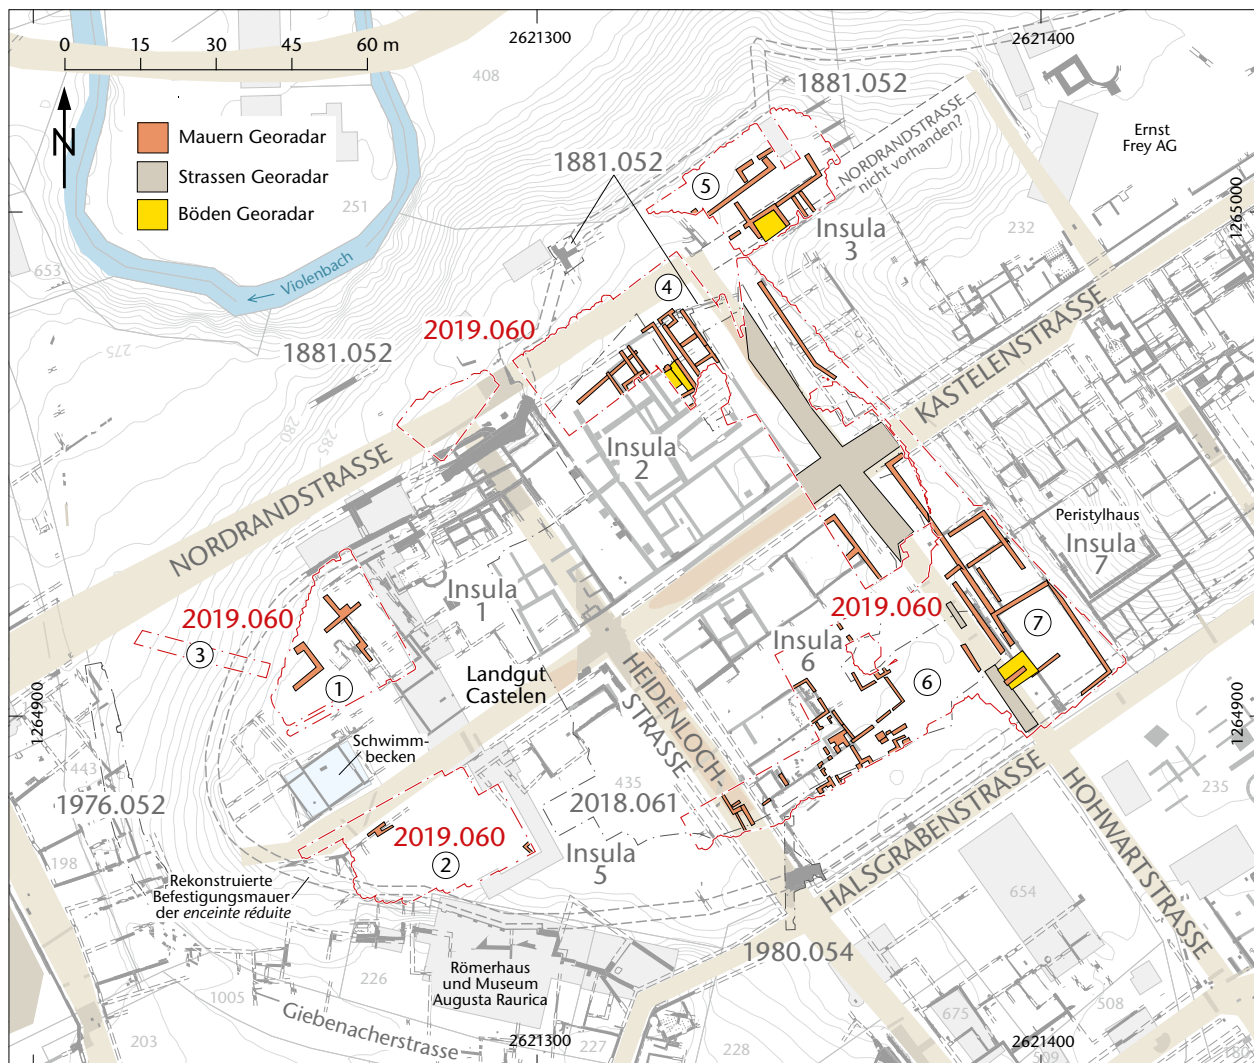 0 15 30 45 60 m
2621300
2621400
N
Mauern Georadar
Strassen Georadar
Böden Georadar
408
1881.052
Ernst
Frey AG
1881.052
NORDRANDSTRASSE
nicht vorhanden?
5
251
Insula
3
232
1265000
653
Violenbach
4
2019.060
275
1881.052
280
285
KASTELENSTRASSE
NORDRANDSTRASSE
Insula
2
Peristylhaus
Insula
7
Insula
1
2019.060
2019.060
3
1
7
Insula
6
6
Landgut
Castelen
HEIDENLOCH-
STRASSE
1264900
1264900
Schwimm-
becken
443
435
1976.052
2018.061
235
2019.060
2
Insula
5
198
HALSGRABENSTRASSE
HOHWARTSTRASSE
Rekonstruierte
Befestigungsmauer
der enceinte réduite
654
1980.054
Römerhaus
und Museum
Augusta Raurica
226
1005
Giebenacherstrasse
203
2621300
227
228
675
508
2621400
509